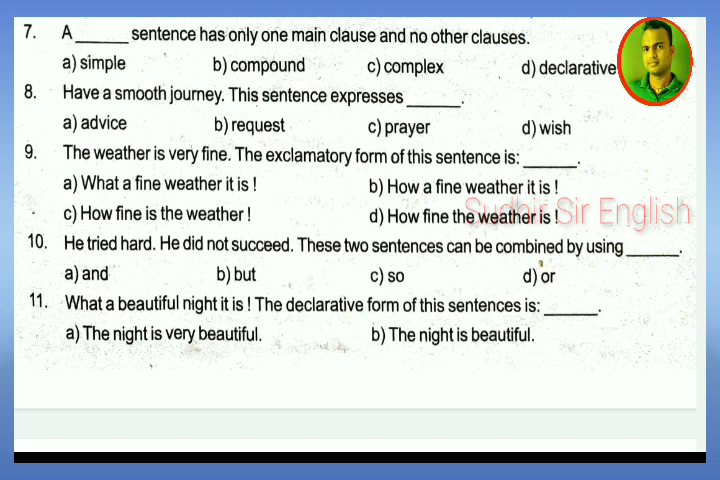 7. A ______ sentence has only one main clause and no other clauses.
a) simple b) compound c) complex d) declarative
8. Have a smooth journey. This sentence expresses ______.
a) advice b) request c) prayer d) wish
9. The weather is very fine. The exclamatory form of this sentence is: ______.
a) What a fine weather it is ! b) How a fine weather it is !
c) How fine is the weather ! d) How fine the weather is !
Sudhir Sir English
10. He tried hard. He did not succeed. These two sentences can be combined by using ______.
a) and b) but c) so d) or
11. What a beautiful night it is ! The declarative form of this sentences is: ______.
a) The night is very beautiful. b) The night is beautiful.